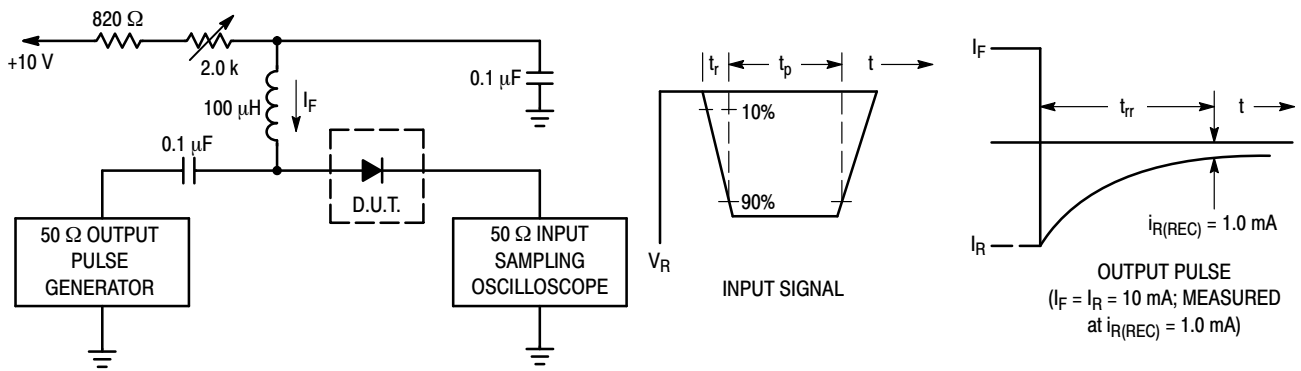 820 Ω
+10 V
2.0 k
0.1 μF
100 μH
I_F
0.1 μF
D.U.T.
50 Ω OUTPUT
PULSE
GENERATOR
50 Ω INPUT
SAMPLING
OSCILLOSCOPE
t_r
t_p
t
10%
90%
V_R
INPUT SIGNAL
I_F
t_rr
t
I_R
i_R(REC) = 1.0 mA
OUTPUT PULSE
(I_F = I_R = 10 mA; MEASURED
at i_R(REC) = 1.0 mA)